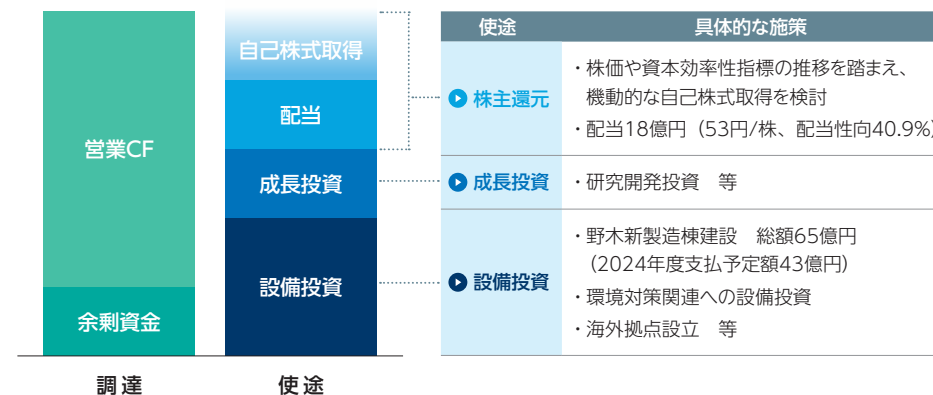 営業CF
余剰資金
調達
自己株式取得
配当
成長投資
設備投資
使途
使途 具体的な施策
株主還元
・株価や資本効率性指標の推移を踏まえ、
機動的な自己株式取得を検討
・配当18億円（53円/株、配当性向40.9%）
成長投資
・研究開発投資　等
設備投資
・野木新製造棟建設　総額65億円
（2024年度支払予定額43億円）
・環境対策関連への設備投資
・海外拠点設立　等